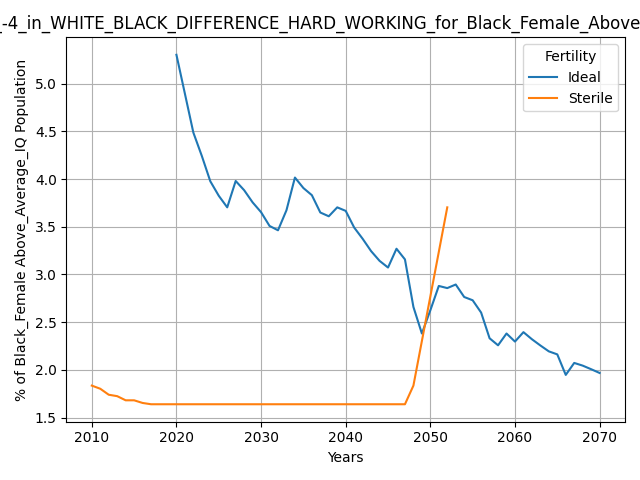 _-4_in_WHITE_BLACK_DIFFERENCE_HARD_WORKING_for_Black_Female_Above
% of Black_Female Above_Average_IQ Population
5.0
4.5
4.0
3.5
3.0
2.5
2.0
1.5
2010 2020 2030 2040 2050 2060 2070
Years
Fertility
Ideal
Sterile